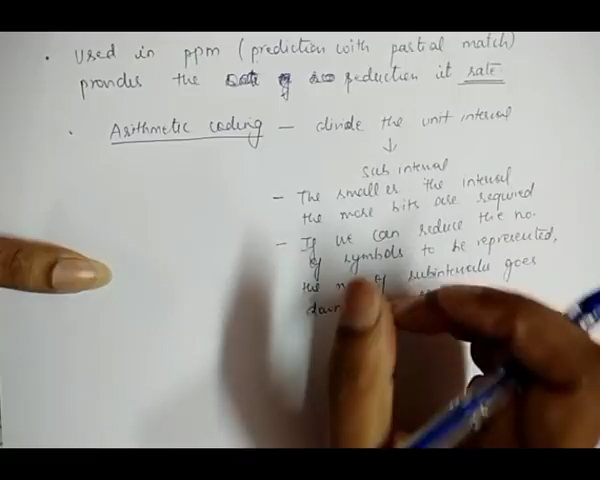 • Used in ppm (prediction with partial match)
provides the reduction it rate
• Arithmetic coding – divide the unit interval
↓
sub interval
– The smaller the interval
the more bits are required
– If we can reduce the no.
of symbols to be represented,
the subintervals goes